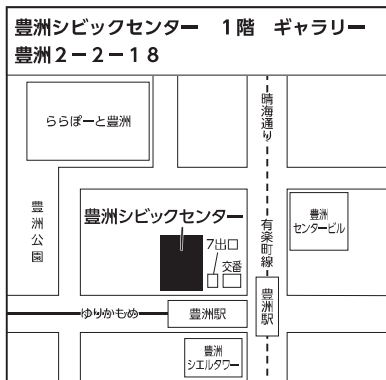 豊洲シビックセンター　1階　ギャラリー
豊洲2－2－18
ららぽーと豊洲
晴海通り
豊洲公園
豊洲シビックセンター
豊洲
センタービル
7出口
交番
有楽町線
豊洲駅
ゆりかもめ
豊洲駅
豊洲
シエルタワー